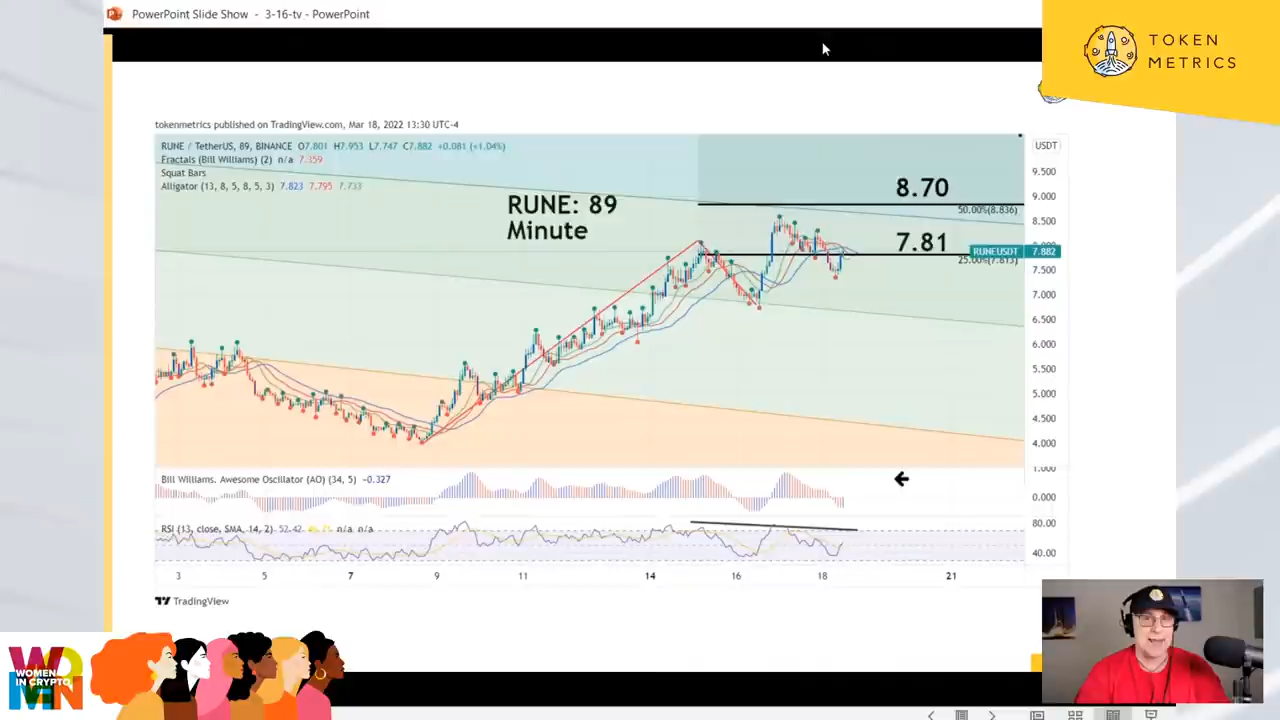 PowerPoint Slide Show - 3-16-tv - PowerPoint
TOKEN
METRICS
tokenmetrics published on TradingView.com, Mar 18, 2022 13:30 UTC-4
RUNE / TetherUS, 89, BINANCE O7.801 H7.953 L7.747 C7.882 +0.081 (+1.04%)
USDT
Fractals (Bill Williams) (2) n/a 7.359
Squat Bars
Alligator (13, 8, 5, 8, 5, 3) 7.823 7.795 7.733
RUNE: 89
Minute
8.70
50.00%(8.836)
7.81
RUNEUSDT 7.882
9.500
9.000
8.500
7.500
7.000
6.500
6.000
5.500
5.000
4.500
4.000
1.000
Bill Williams. Awesome Oscillator (AO) (34, 5) -0.327
0.000
RSI (13, close, SMA, 14, 2) 52.42 n/a n/a
80.00
40.00
3 5 7 9 11 14 16 18 21
TradingView
WOMEN
WOMEN
IN CRYPTO